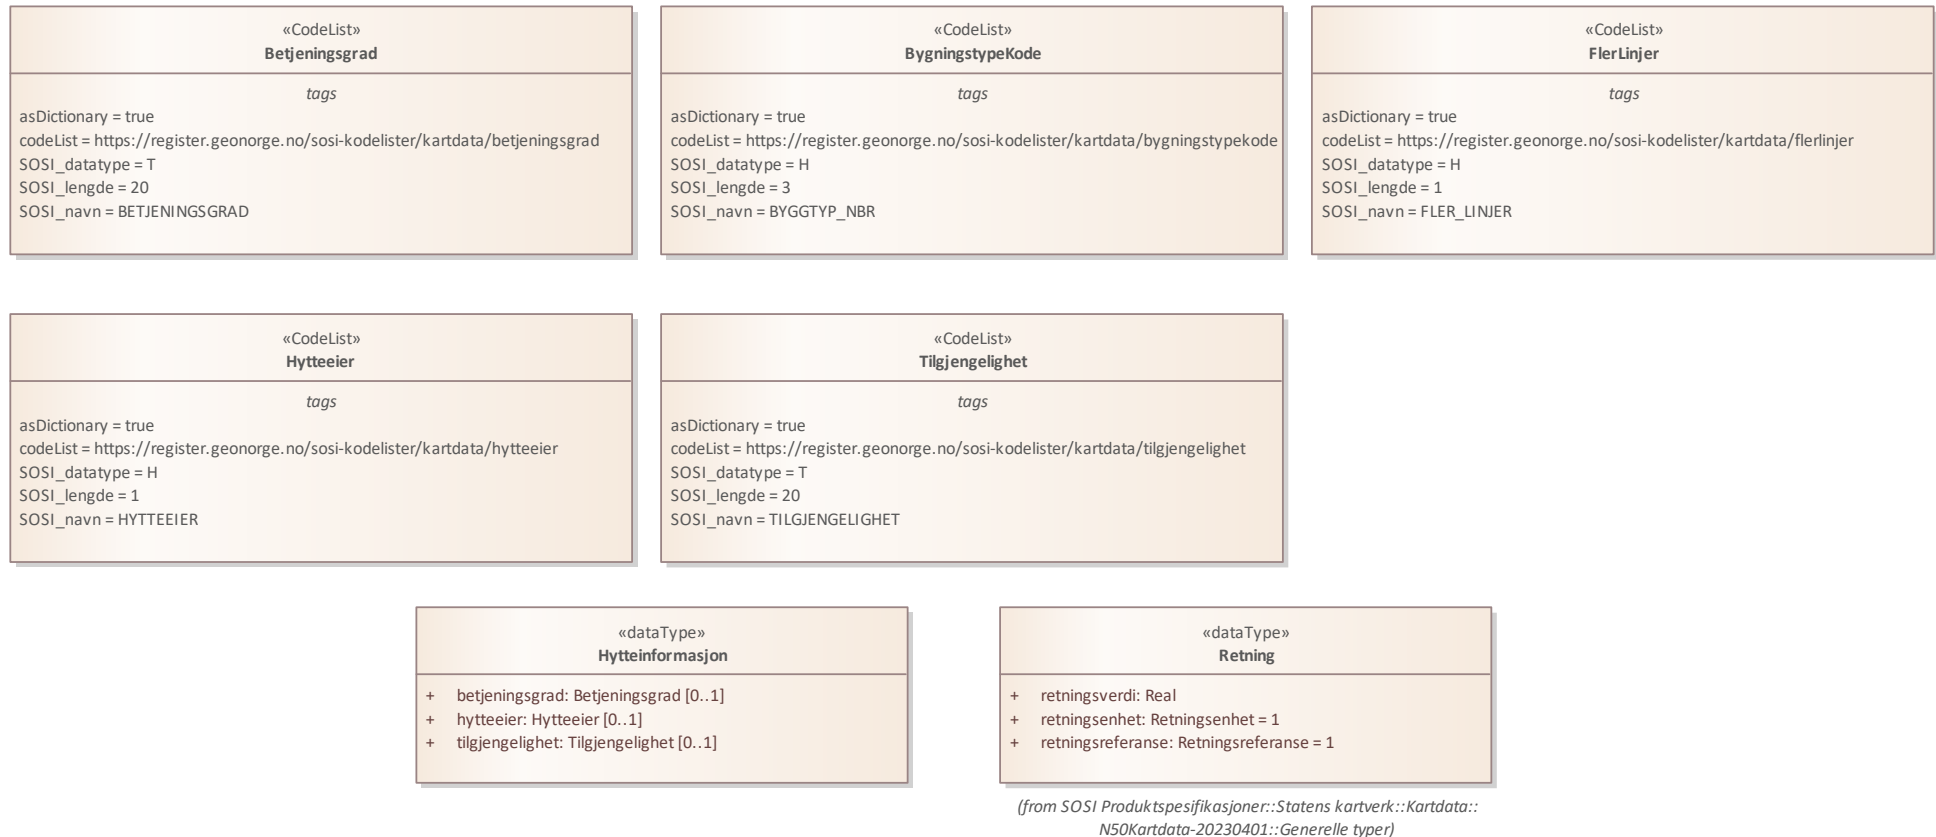 «CodeList»
Betjeningsgrad
tags
asDictionary = true
codeList = https://register.geonorge.no/sosi-kodelister/kartdata/betjeningsgrad
SOSI_datatype = T
SOSI_lengde = 20
SOSI_navn = BETJENINGSGRAD
«CodeList»
BygningstypeKode
tags
asDictionary = true
codeList = https://register.geonorge.no/sosi-kodelister/kartdata/bygningstypekode
SOSI_datatype = H
SOSI_lengde = 3
SOSI_navn = BYGGTYP_NBR
«CodeList»
FlerLinjer
tags
asDictionary = true
codeList = https://register.geonorge.no/sosi-kodelister/kartdata/flerlinjer
SOSI_datatype = H
SOSI_lengde = 1
SOSI_navn = FLER_LINJER
«CodeList»
Hytteeier
tags
asDictionary = true
codeList = https://register.geonorge.no/sosi-kodelister/kartdata/hytteeier
SOSI_datatype = H
SOSI_lengde = 1
SOSI_navn = HYTTEEIER
«CodeList»
Tilgjengelighet
tags
asDictionary = true
codeList = https://register.geonorge.no/sosi-kodelister/kartdata/tilgjengelighet
SOSI_datatype = T
SOSI_lengde = 20
SOSI_navn = TILGJENGELIGHET
«dataType»
Hytteinformasjon
+ betjeningsgrad: Betjeningsgrad [0..1]
+ hytteeier: Hytteeier [0..1]
+ tilgjengelighet: Tilgjengelighet [0..1]
«dataType»
Retning
+ retningsverdi: Real
+ retningsenhet: Retningsenhet = 1
+ retningsreferanse: Retningsreferanse = 1
(from SOSI Produktspesifikasjoner::Statens kartverk::Kartdata::
N50Kartdata-20230401::Generelle typer)